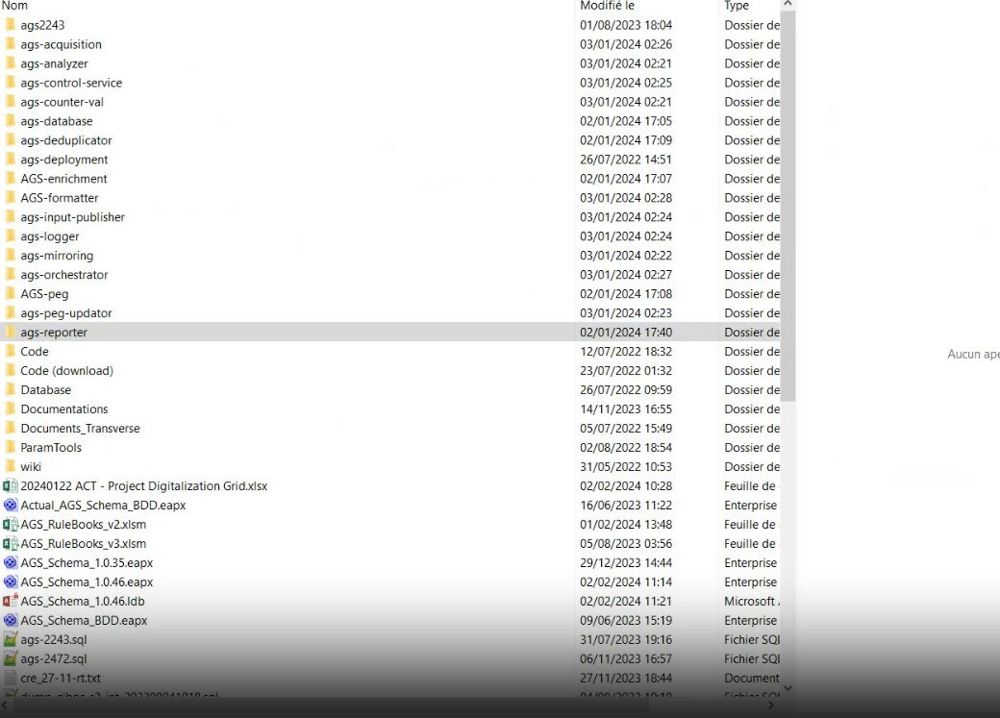 Nom Modifié le Type
ags2243 01/08/2023 18:04 Dossier de
ags-acquisition 03/01/2024 02:26 Dossier de
ags-analyzer 03/01/2024 02:21 Dossier de
ags-control-service 03/01/2024 02:25 Dossier de
ags-counter-val 03/01/2024 02:21 Dossier de
ags-database 02/01/2024 17:05 Dossier de
ags-deduplicator 02/01/2024 17:09 Dossier de
ags-deployment 26/07/2022 14:51 Dossier de
AGS-enrichment 02/01/2024 17:07 Dossier de
AGS-formatter 03/01/2024 02:28 Dossier de
ags-input-publisher 03/01/2024 02:24 Dossier de
ags-logger 03/01/2024 02:24 Dossier de
ags-mirroring 03/01/2024 02:22 Dossier de
ags-orchestrator 03/01/2024 02:27 Dossier de
AGS-peg 02/01/2024 17:08 Dossier de
ags-peg-updator 03/01/2024 02:23 Dossier de
ags-reporter 02/01/2024 17:40 Dossier de
Code 12/07/2022 18:32 Dossier de
Aucun apé
Code (download) 23/07/2022 01:32 Dossier de
Database 26/07/2022 09:59 Dossier de
Documentations 14/11/2023 16:55 Dossier de
Documents_Transverse 05/07/2022 15:49 Dossier de
ParamTools 02/08/2022 18:54 Dossier de
wiki 31/05/2022 10:53 Dossier de
20240122 ACT - Project Digitalization Grid.xlsx 02/02/2024 10:28 Feuille de
Actual_AGS_Schema_BDD.eapx 16/06/2023 11:22 Enterprise
AGS_RuleBooks_v2.xlsm 01/02/2024 13:48 Feuille de
AGS_RuleBooks_v3.xlsm 05/08/2023 03:56 Feuille de
AGS_Schema_1.0.35.eapx 29/12/2023 14:44 Enterprise
AGS_Schema_1.0.46.eapx 02/02/2024 11:14 Enterprise
AGS_Schema_1.0.46.ldb 02/02/2024 11:21 Microsoft
AGS_Schema_BDD.eapx 09/06/2023 15:19 Enterprise
ags-2243.sql 31/07/2023 19:16 Fichier SQL
ags-2472.sql 06/11/2023 16:57 Fichier SQL
cre_27-11-rt.txt 27/11/2023 18:44 Document